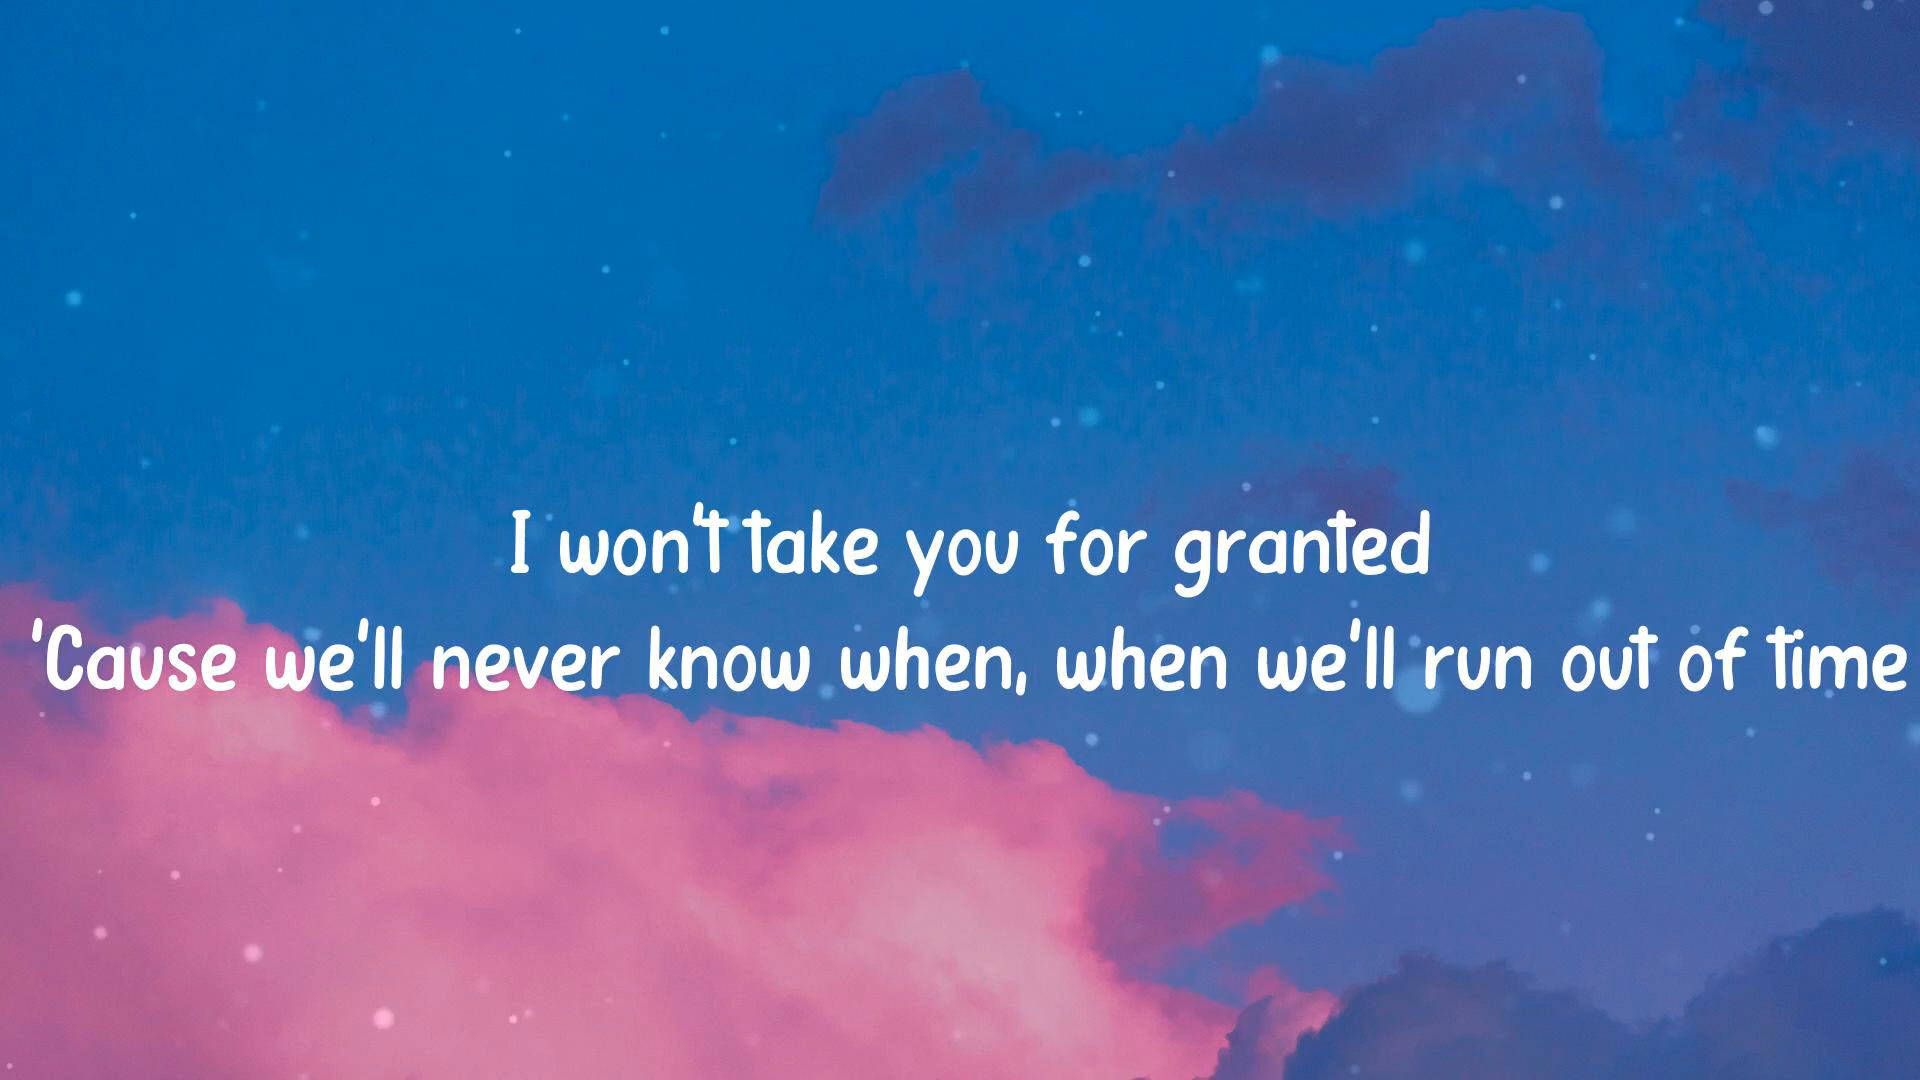 I won't take you for granted
'Cause we'll never know when, when we'll run out of time